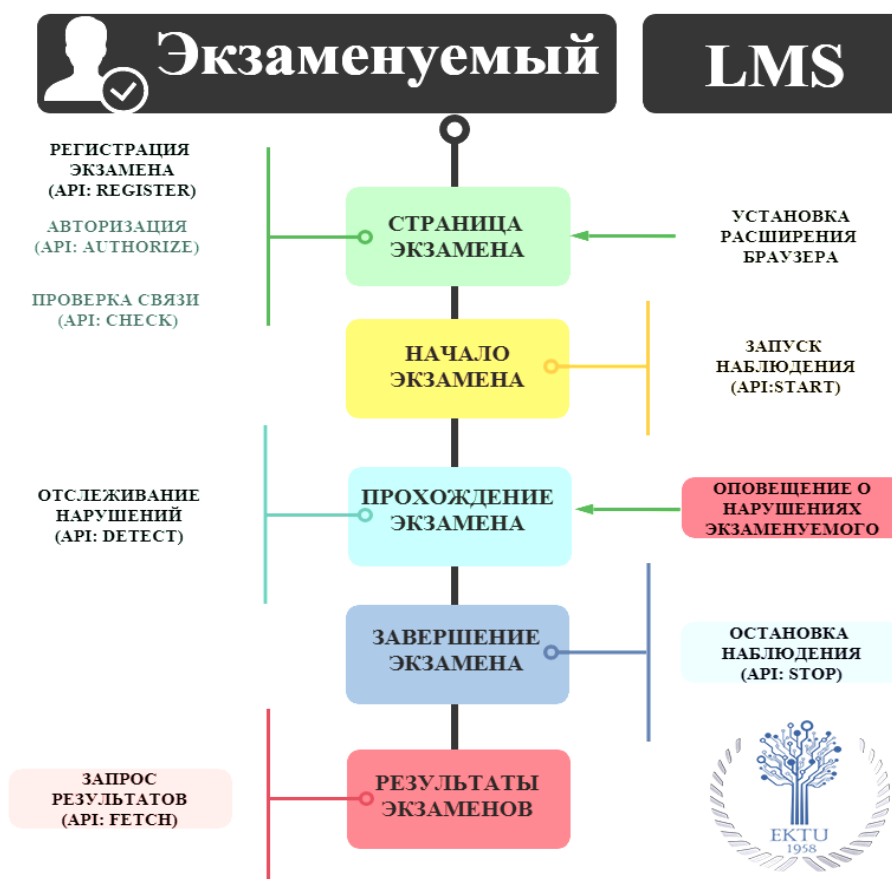 Экзаменуемый
LMS
РЕГИСТРАЦИЯ
ЭКЗАМЕНА
(API: REGISTER)
АВТОРИЗАЦИЯ
(API: AUTHORIZE)
ПРОВЕРКА СВЯЗИ
(API: CHECK)
СТРАНИЦА
ЭКЗАМЕНА
УСТАНОВКА
РАСШИРЕНИЯ
БРАУЗЕРА
НАЧАЛО
ЭКЗАМЕНА
ЗАПУСК
НАБЛЮДЕНИЯ
(API:START)
ОТСЛЕЖИВАНИЕ
НАРУШЕНИЙ
(API: DETECT)
ПРОХОЖДЕНИЕ
ЭКЗАМЕНА
ОПОВЕЩЕНИЕ О
НАРУШЕНИЯХ
ЭКЗАМЕНУЕМОГО
ЗАВЕРШЕНИЕ
ЭКЗАМЕНА
ОСТАНОВКА
НАБЛЮДЕНИЯ
(API: STOP)
ЗАПРОС
РЕЗУЛЬТАТОВ
(API: FETCH)
РЕЗУЛЬТАТЫ
ЭКЗАМЕНОВ
EKTU
1958